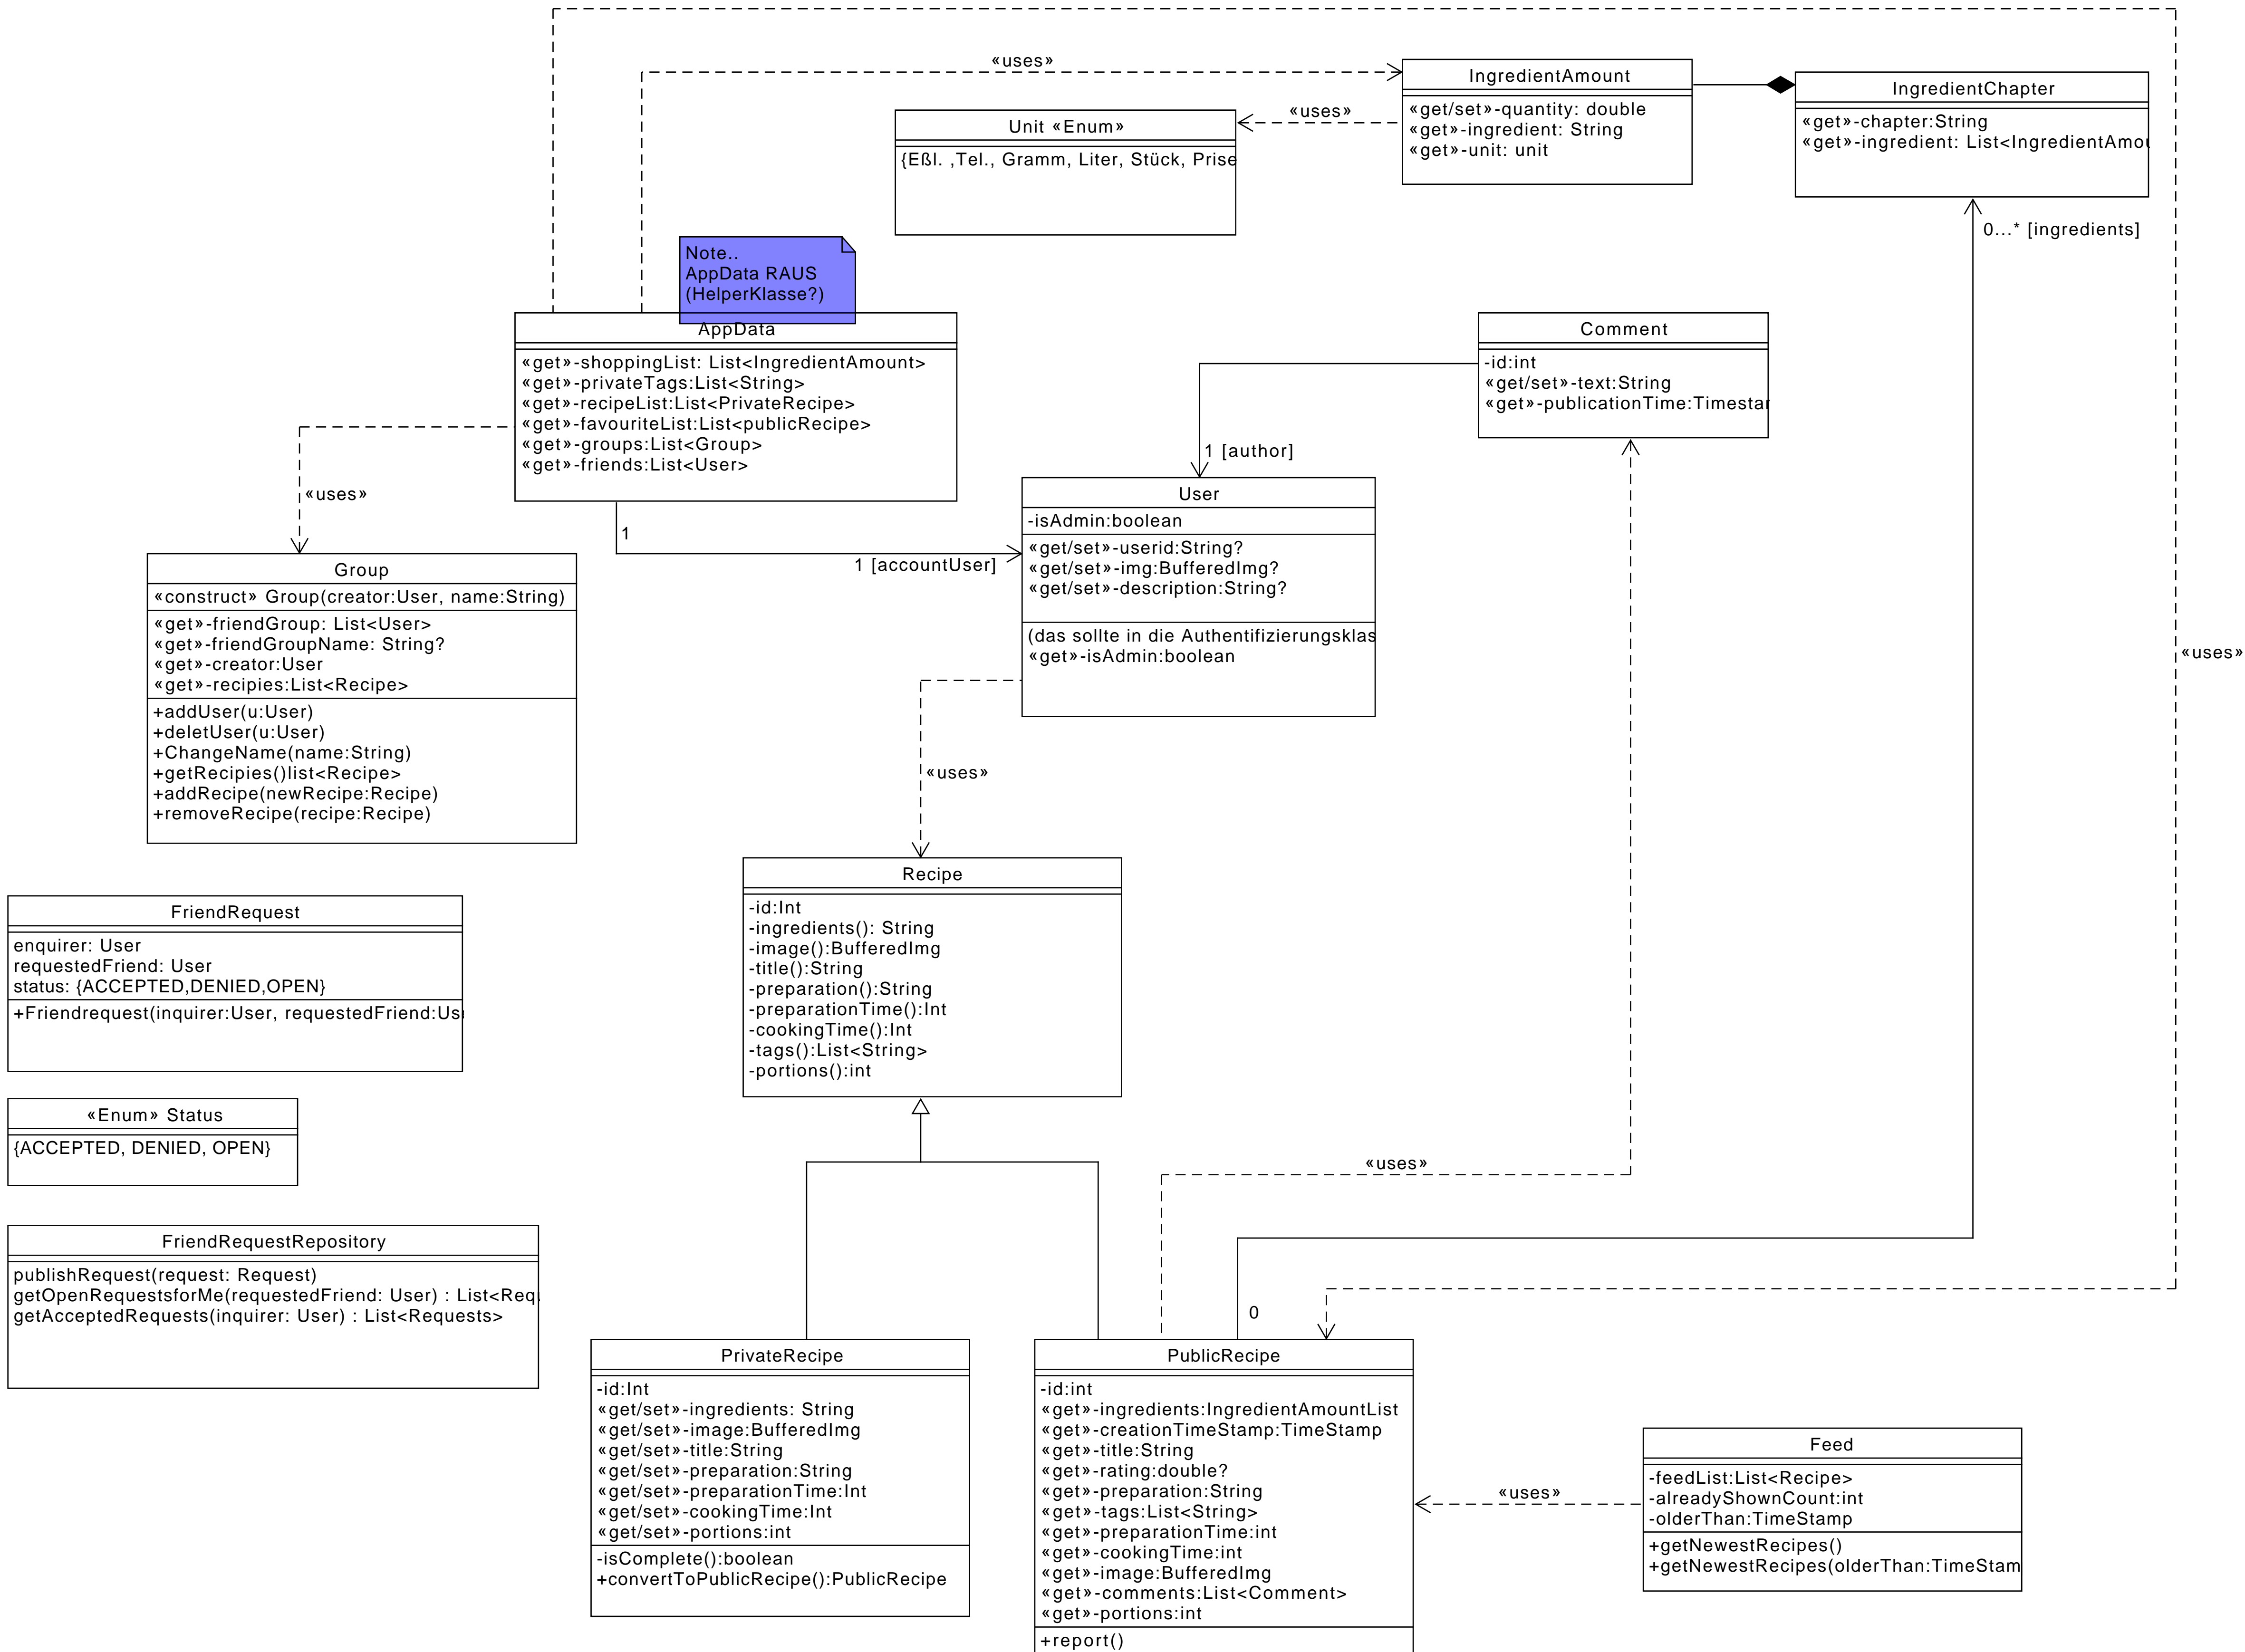 «uses»
IngredientAmount
«get/set»-quantity: double
«get»-ingredient: String
«get»-unit: unit
IngredientChapter
«get»-chapter:String
«get»-ingredient: List<IngredientAmou
«uses»
Unit «Enum»
{Eßl. ,Tel., Gramm, Liter, Stück, Prise
0...* [ingredients]
Note..
AppData RAUS
(HelperKlasse?)
AppData
«get»-shoppingList: List<IngredientAmount>
«get»-privateTags:List<String>
«get»-recipeList:List<PrivateRecipe>
«get»-favouriteList:List<publicRecipe>
«get»-groups:List<Group>
«get»-friends:List<User>
Comment
-id:int
«get/set»-text:String
«get»-publicationTime:Timestar
1 [author]
«uses»
1
1 [accountUser]
User
-isAdmin:boolean
«get/set»-userid:String?
«get/set»-img:BufferedImg?
«get/set»-description:String?
(das sollte in die Authentifizierungsklas
«get»-isAdmin:boolean
Group
«construct» Group(creator:User, name:String)
«get»-friendGroup: List<User>
«get»-friendGroupName: String?
«get»-creator:User
«get»-recipies:List<Recipe>
+addUser(u:User)
+deletUser(u:User)
+ChangeName(name:String)
+getRecipies()list<Recipe>
+addRecipe(newRecipe:Recipe)
+removeRecipe(recipe:Recipe)
«uses»
«uses»
Recipe
-id:Int
-ingredients(): String
-image():BufferedImg
-title():String
-preparation():String
-preparationTime():Int
-cookingTime():Int
-tags():List<String>
-portions():int
FriendRequest
enquirer: User
requestedFriend: User
status: {ACCEPTED,DENIED,OPEN}
+Friendrequest(inquirer:User, requestedFriend:Us
«Enum» Status
{ACCEPTED, DENIED, OPEN}
«uses»
FriendRequestRepository
publishRequest(request: Request)
getOpenRequestsforMe(requestedFriend: User) : List<Req
getAcceptedRequests(inquirer: User) : List<Requests>
0
PrivateRecipe
-id:Int
«get/set»-ingredients: String
«get/set»-image:BufferedImg
«get/set»-title:String
«get/set»-preparation:String
«get/set»-preparationTime:Int
«get/set»-cookingTime:Int
«get/set»-portions:int
-isComplete():boolean
+convertToPublicRecipe():PublicRecipe
PublicRecipe
-id:int
«get»-ingredients:IngredientAmountList
«get»-creationTimeStamp:TimeStamp
«get»-title:String
«get»-rating:double?
«get»-preparation:String
«get»-tags:List<String>
«get»-preparationTime:int
«get»-cookingTime:int
«get»-image:BufferedImg
«get»-comments:List<Comment>
«get»-portions:int
+report()
«uses»
Feed
-feedList:List<Recipe>
-alreadyShownCount:int
-olderThan:TimeStamp
+getNewestRecipes()
+getNewestRecipes(olderThan:TimeStam